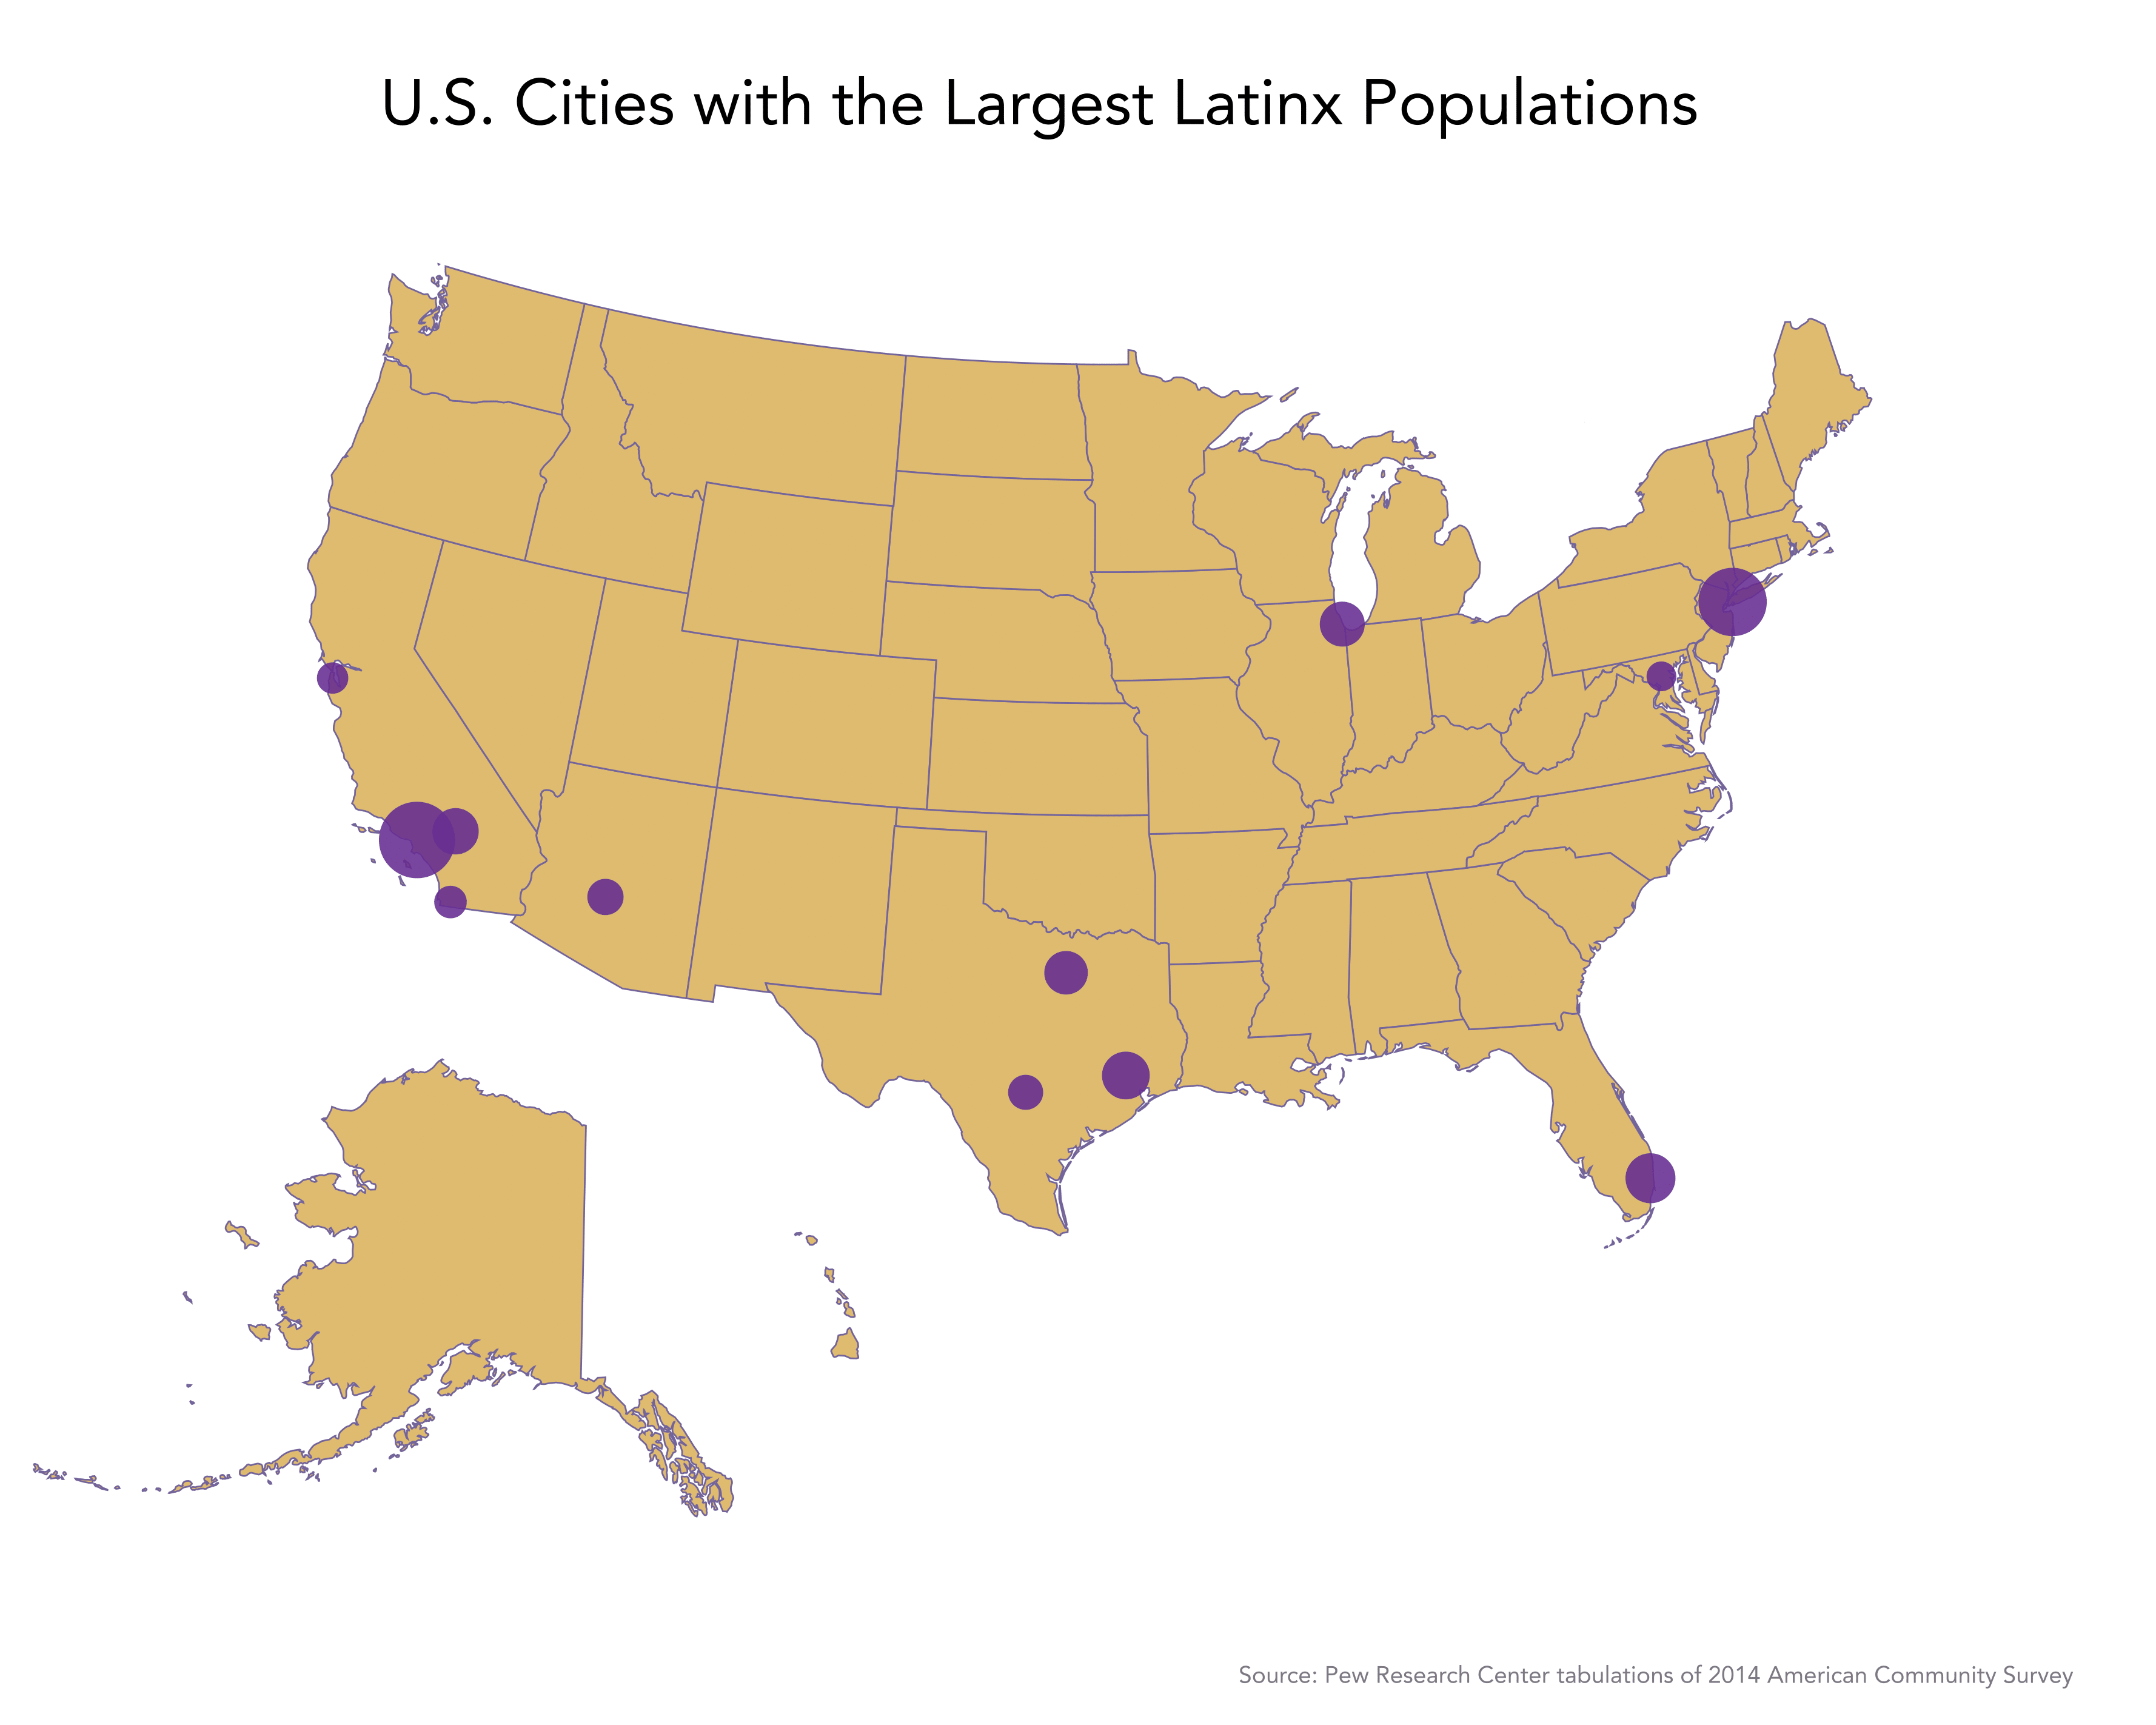 U.S. Cities with the Largest Latinx Populations
Source: Pew Research Center tabulations of 2014 American Community Survey